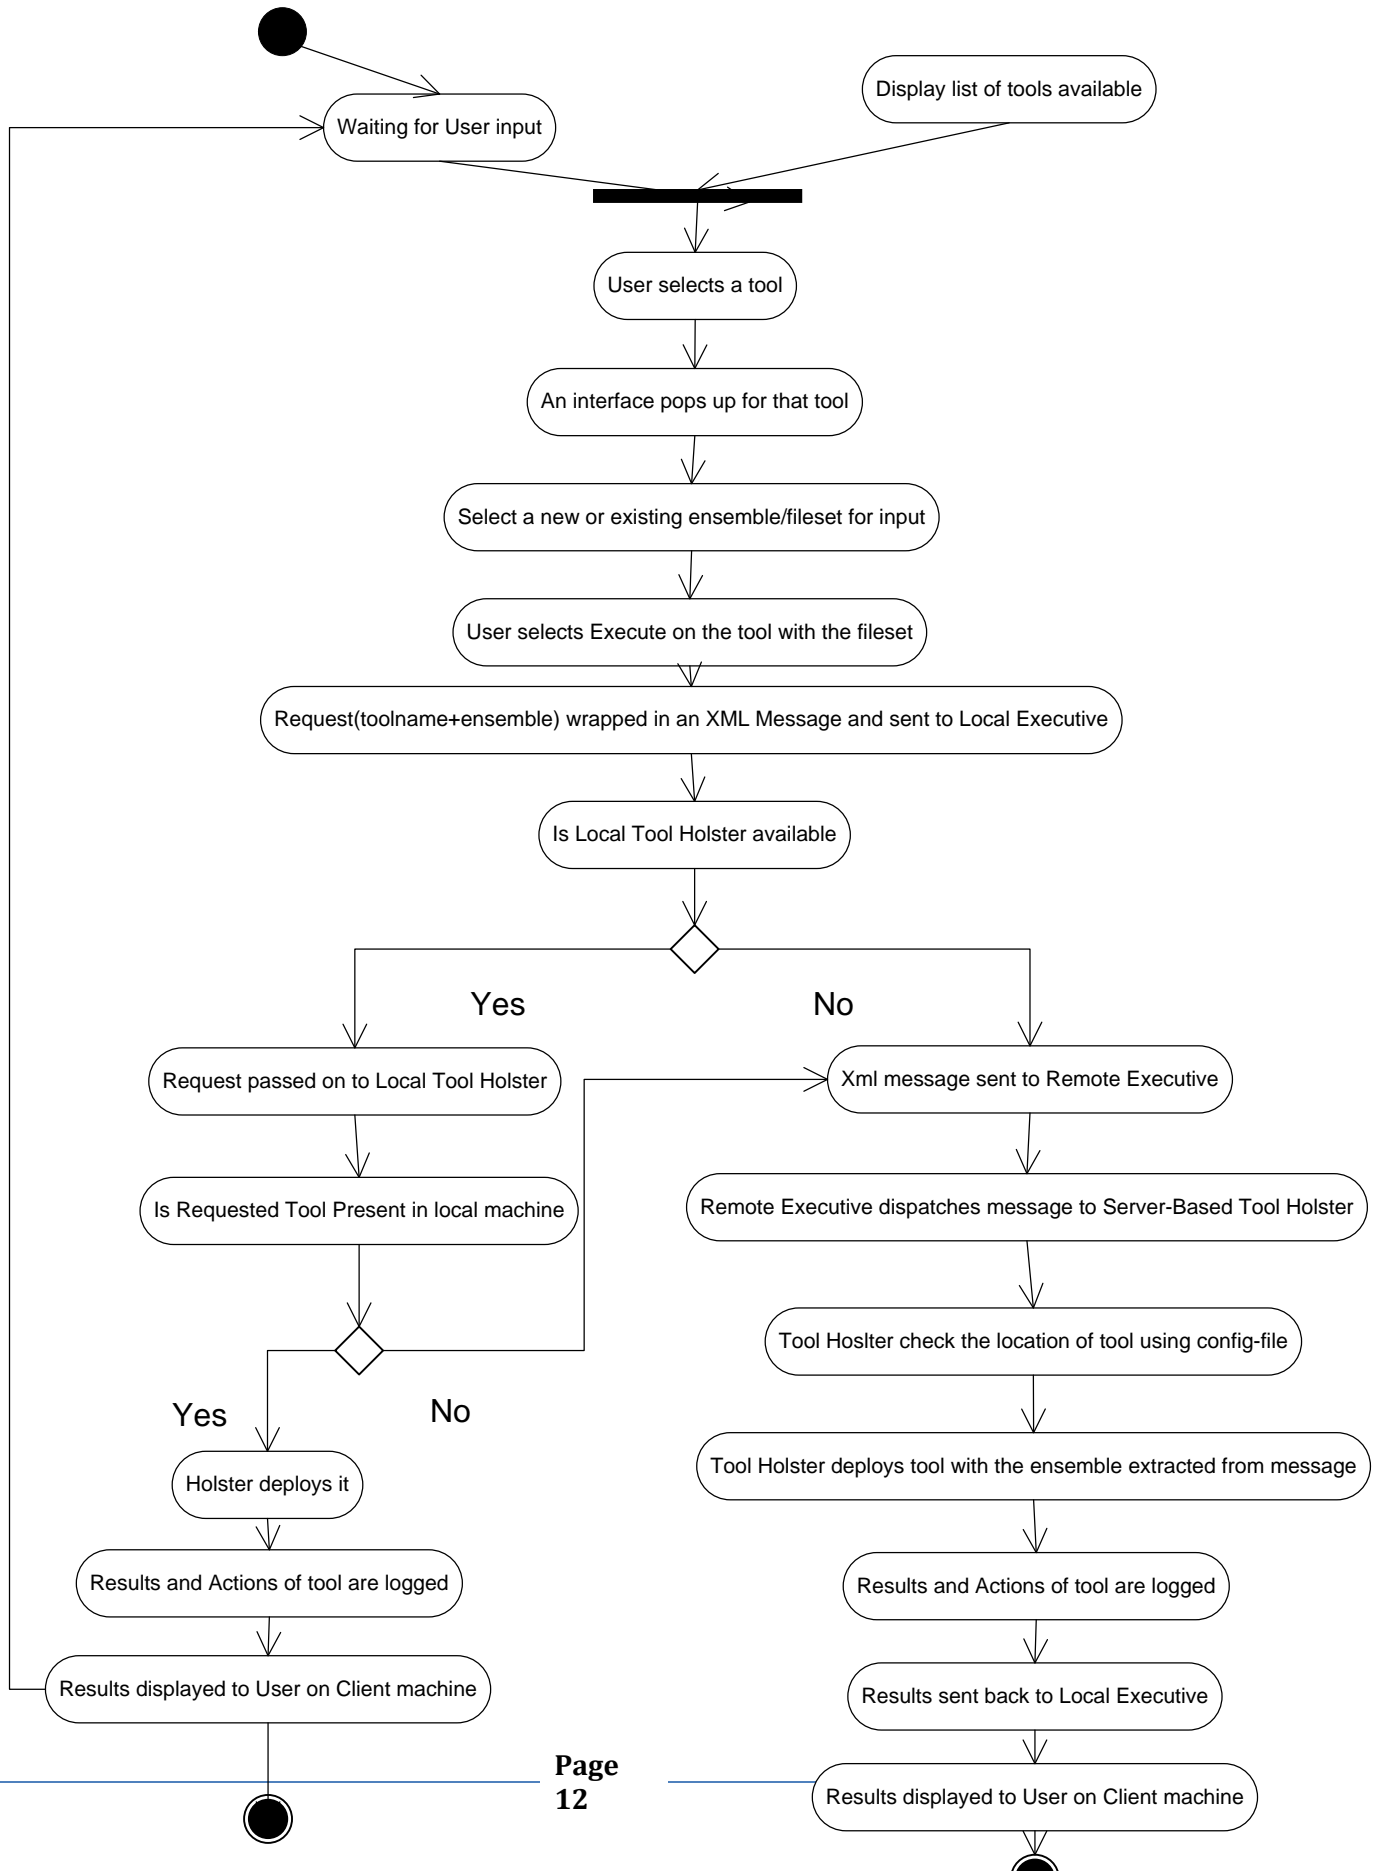 Display list of tools available
Waiting for User input
User selects a tool
An interface pops up for that tool
Select a new or existing ensemble/fileset for input
User selects Execute on the tool with the fileset
Request(toolname+ensemble) wrapped in an XML Message and sent to Local Executive
Is Local Tool Holster available
Yes
No
Request passed on to Local Tool Holster
Xml message sent to Remote Executive
Is Requested Tool Present in local machine
Remote Executive dispatches message to Server-Based Tool Holster
Tool Hoslter check the location of tool using config-file
Yes
No
Holster deploys it
Tool Holster deploys tool with the ensemble extracted from message
Results and Actions of tool are logged
Results and Actions of tool are logged
Results displayed to User on Client machine
Results sent back to Local Executive
Page
12
Results displayed to User on Client machine